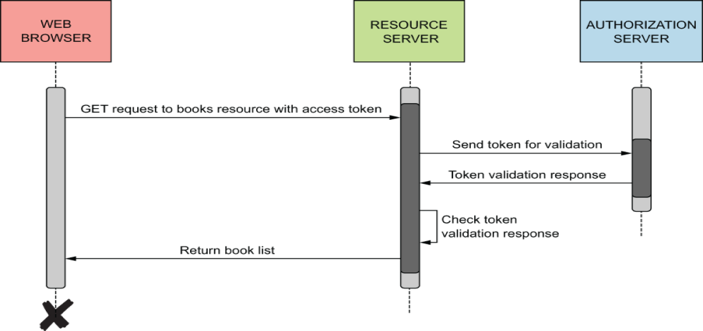 WEB
BROWSER
RESOURCE
SERVER
AUTHORIZATION
SERVER
GET request to books resource with access token
Send token for validation
Token validation response
Check token
validation response
Return book list